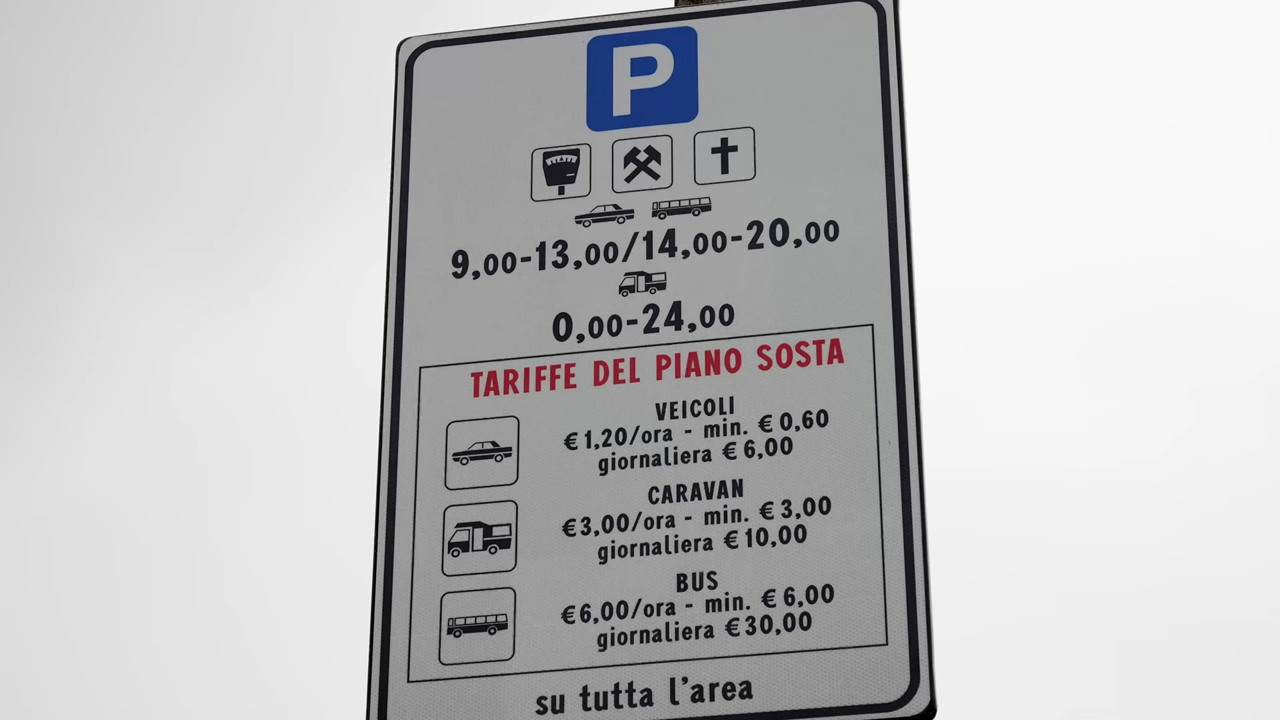 P
9,00-13,00/14,00-20,00
0,00-24,00
TARIFFE DEL PIANO SOSTA
VEICOLI
€ 1,20/ora - min. € 0,60
giornaliera € 6,00
CARAVAN
€ 3,00/ora - min. € 3,00
giornaliera € 10,00
BUS
€ 6,00/ora - min. € 6,00
giornaliera € 30,00
su tutta l'area